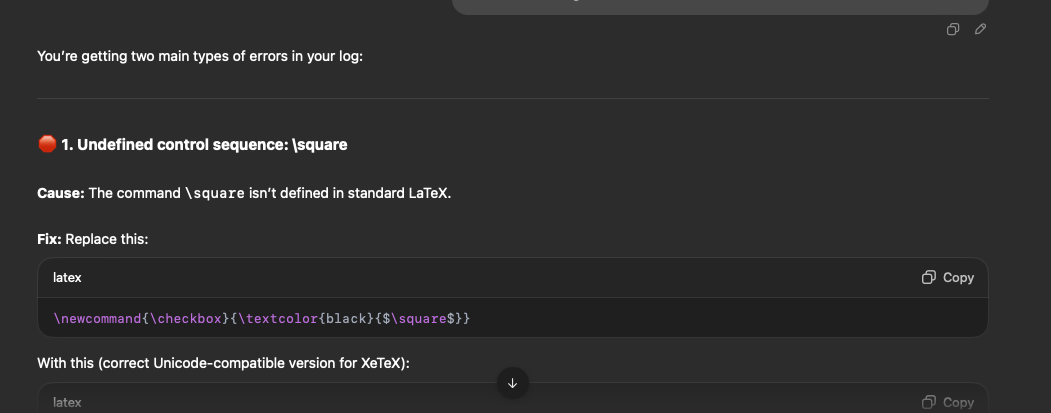 You're getting two main types of errors in your log:
1. Undefined control sequence: \square
Cause: The command \square isn't defined in standard LaTeX.
Fix: Replace this:
latex Copy
\newcommand{\checkbox}{\textcolor{black}{$\square$}}
With this (correct Unicode-compatible version for XeTeX):
latex Copy